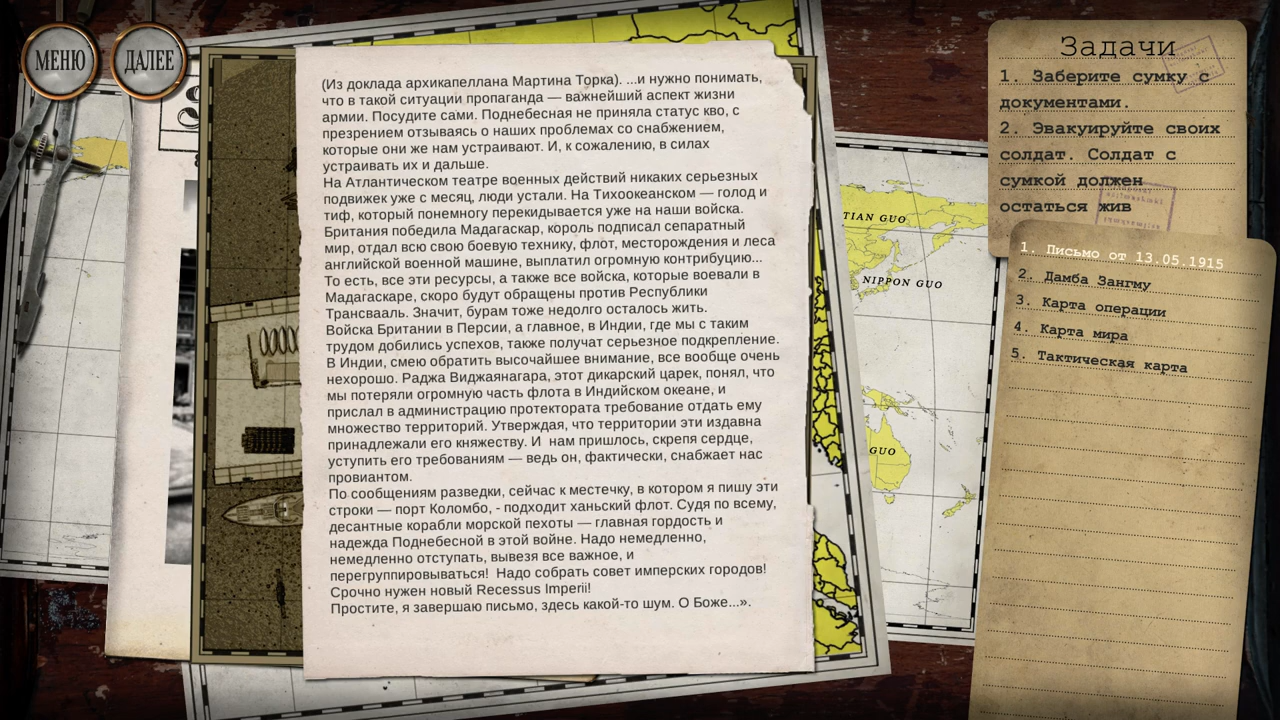 МЕНЮ
ДАЛЕЕ
(Из доклада архикапеллана Мартина Торка). ...и нужно понимать,
что в такой ситуации пропаганда — важнейший аспект жизни
армии. Посудите сами. Поднебесная не приняла статус кво, с
презрением отзываясь о наших проблемах со снабжением,
которые они же нам устраивают. И, к сожалению, в силах
устраивать их и дальше.
На Атлантическом театре военных действий никаких серьезных
подвижек уже с месяц, люди устали. На Тихоокеанском — голод и
тиф, который понемногу перекидывается уже на наши войска.
Британия победила Мадагаскар, король подписал сепаратный
мир, отдал всю свою боевую технику, флот, месторождения и леса
английской военной машине, выплатил огромную контрибуцию...
То есть, все эти ресурсы, а также все войска, которые воевали в
Мадагаскаре, скоро будут обращены против Республики
Трансвааль. Значит, бурам тоже недолго осталось жить.
Войска Британии в Персии, а главное, в Индии, где мы с таким
трудом добились успехов, также получат серьезное подкрепление.
В Индии, смею обратить высочайшее внимание, все вообще очень
нехорошо. Раджа Виджаянагара, этот дикарский царек, понял, что
мы потеряли огромную часть флота в Индийском океане, и
прислал в администрацию протектората требование отдать ему
множество территорий. Утверждая, что территории эти издавна
принадлежали его княжеству. И  нам пришлось, скрепя сердце,
уступить его требованиям — ведь он, фактически, снабжает нас
провиантом.
По сообщениям разведки, сейчас к местечку, в котором я пишу эти
строки — порт Коломбо, - подходит ханьский флот. Судя по всему,
десантные корабли морской пехоты — главная гордость и
надежда Поднебесной в этой войне. Надо немедленно,
немедленно отступать, вывезя все важное, и
перегруппировываться!  Надо собрать совет имперских городов!
Срочно нужен новый Recessus Imperii!
Простите, я завершаю письмо, здесь какой-то шум. О Боже...».
TIAN GUO
NIPPON GUO
GUO
Задачи
1. Заберите сумку с
документами.
2. Эвакуируйте своих
солдат. Солдат с
сумкой должен
остаться жив
1. Письмо от 13.05.1915
2. Дамба Зангму
3. Карта операции
4. Карта мира
5. Тактическая карта